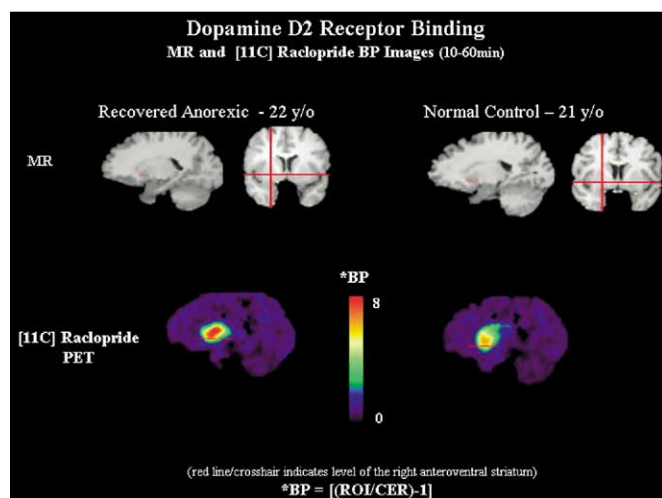 Dopamine D2 Receptor Binding
MR and [11C] Raclopride BP Images (10-60min)
Recovered Anorexic - 22 y/o
Normal Control – 21 y/o
MR
*BP
8
[11C] Raclopride
PET
0
(red line/crosshair indicates level of the right anteroventral striatum)
*BP = [(ROI/CER)-1]